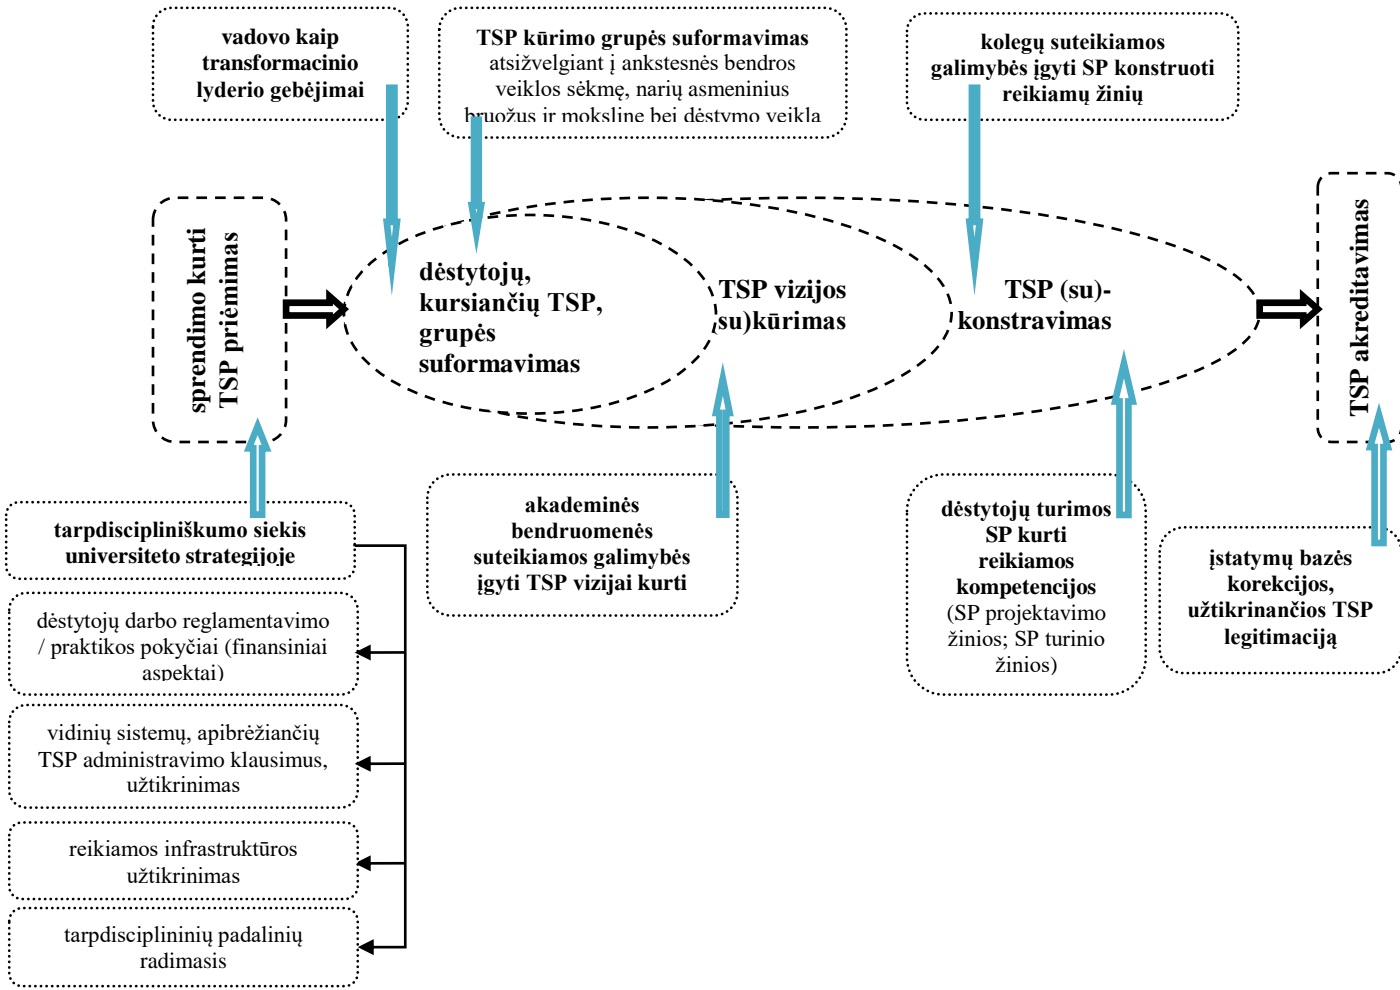 vadovo kaip
transformacinio
lyderio gebėjimai
TSP kūrimo grupės suformavimas
atsižvelgiant į ankstesnės bendros
veiklos sėkmę, narių asmeninius
bruožus ir mokslinę bei dėstymo veiklą
kolegų suteikiamos
galimybės įgyti SP konstruoti
reikiamų žinių
sprendimo kurti
TSP priėmimas
dėstytojų,
kursiančių TSP,
grupės
suformavimas
TSP vizijos
su)kūrimas
TSP (su)-
konstravimas
TSP akreditavimas
tarpdiscipliniškumo siekis
universiteto strategijoje
akademinės
bendruomenės
suteikiamos galimybės
įgyti TSP vizijai kurti
dėstytojų turimos
SP kurti
reikiamos
kompetencijos
(SP projektavimo
žinios; SP turinio
žinios)
įstatymų bazės
korekcijos,
užtikrinančios TSP
legitimaciją
dėstytojų darbo reglamentavimo
/ praktikos pokyčiai (finansiniai
aspektai)
vidinių sistemų, apibrėžiančių
TSP administravimo klausimus,
užtikrinimas
reikiamos infrastruktūros
užtikrinimas
tarpdisciplininių padalinių
radimasis